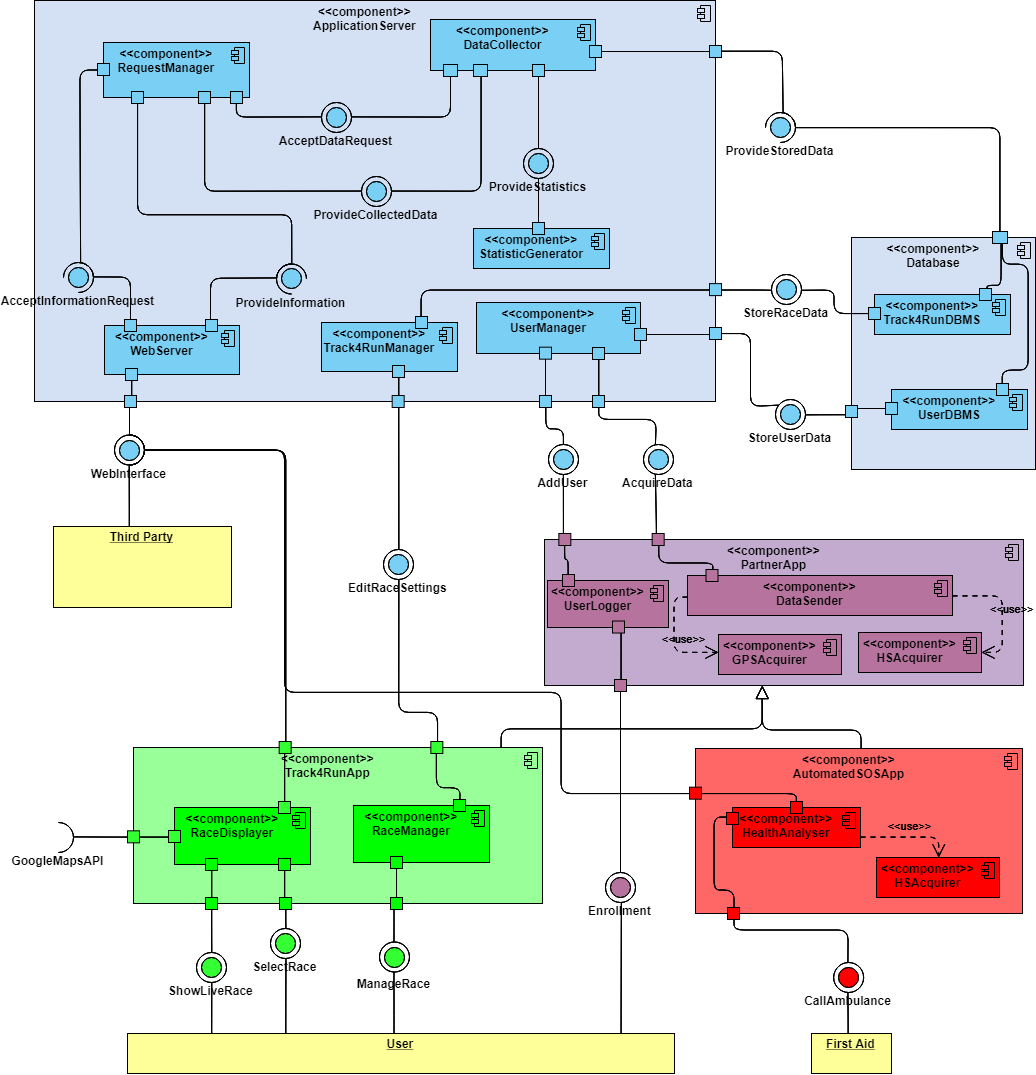 <<component>>
ApplicationServer
<<component>>
DataCollector
<<component>>
RequestManager
AcceptDataRequest
ProvideStoredData
ProvideStatistics
ProvideCollectedData
<<component>>
StatisticGenerator
<<component>>
Database
AcceptInformationRequest
ProvideInformation
StoreRaceData
<<component>>
Track4RunDBMS
<<component>>
UserManager
<<component>>
WebServer
<<component>>
Track4RunManager
<<component>>
UserDBMS
StoreUserData
WebInterface
AddUser
AcquireData
Third Party
<<component>>
PartnerApp
EditRaceSettings
<<component>>
UserLogger
<<component>>
DataSender
<<use>>
<<use>>
<<component>>
GPSAcquirer
<<component>>
HSAcquirer
<<component>>
Track4RunApp
<<component>>
AutomatedSOSApp
<<component>>
RaceDisplayer
<<component>>
RaceManager
<<component>>
HealthAnalyser
<<use>>
GoogleMapsAPI
<<component>>
HSAcquirer
Enrollment
SelectRace
ShowLiveRace
ManageRace
CallAmbulance
User
First Aid